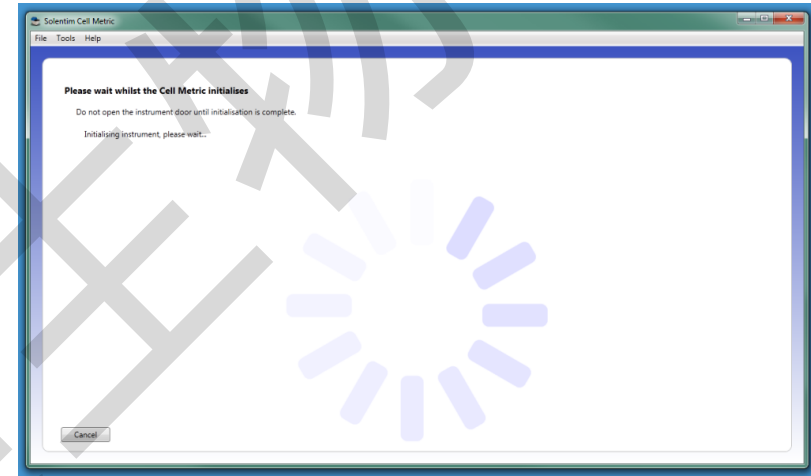 Solentim Cell Metric
File Tools Help
Please wait whilst the Cell Metric initialises
Do not open the instrument door until initialisation is complete.
Initialising instrument, please wait...
Cancel